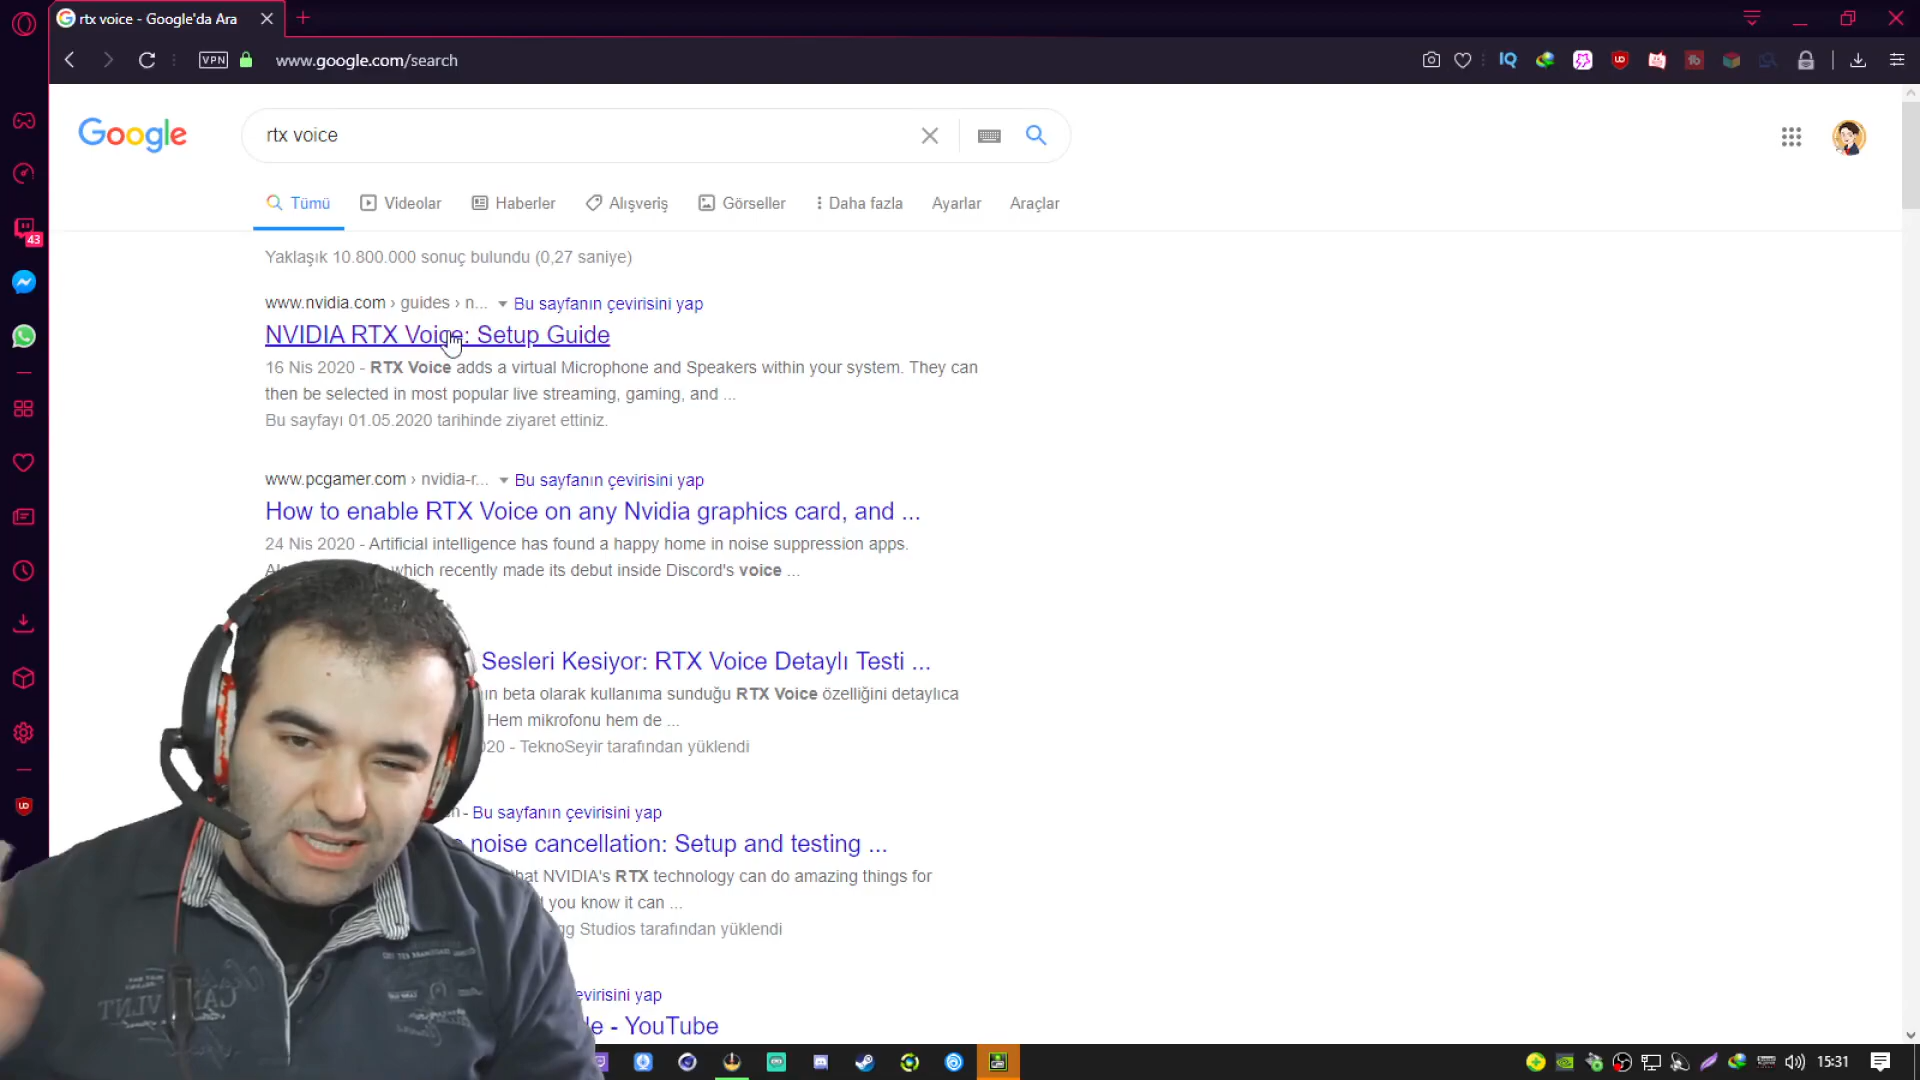 rtx voice - Google'da Ara
VPN
www.google.com/search
Google
rtx voice
Tümü
Videolar
Haberler
Alışveriş
Görseller
Daha fazla
Ayarlar
Araçlar
43
Yaklaşık 10.800.000 sonuç bulundu (0,27 saniye)
www.nvidia.com › guides › n... Bu sayfanın çevirisini yap
NVIDIA RTX Voice: Setup Guide
16 Nis 2020 - RTX Voice adds a virtual Microphone and Speakers within your system. They can
then be selected in most popular live streaming, gaming, and ...
Bu sayfayı 01.05.2020 tarihinde ziyaret ettiniz.
www.pcgamer.com › nvidia-r... Bu sayfanın çevirisini yap
How to enable RTX Voice on any Nvidia graphics card, and ...
24 Nis 2020 - Artificial intelligence has found a happy home in noise suppression apps.
which recently made its debut inside Discord's voice ...
Sesleri Kesiyor: RTX Voice Detaylı Testi ...
beta olarak kullanıma sunduğu RTX Voice özelliğini detaylıca
Hem mikrofonu hem de ...
20 - TeknoSeyir tarafından yüklendi
Bu sayfanın çevirisini yap
noise cancellation: Setup and testing ...
that NVIDIA's RTX technology can do amazing things for
you know it can ...
Studios tarafından yüklendi
çevirisini yap
- YouTube
15:31